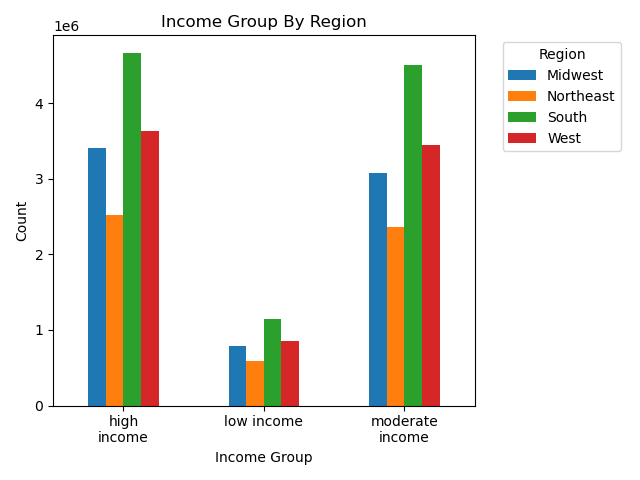 Income Group By Region
1e6
Region
Midwest
Northeast
South
West
4
3
2
1
0
Count
high
income
low income
moderate
income
Income Group